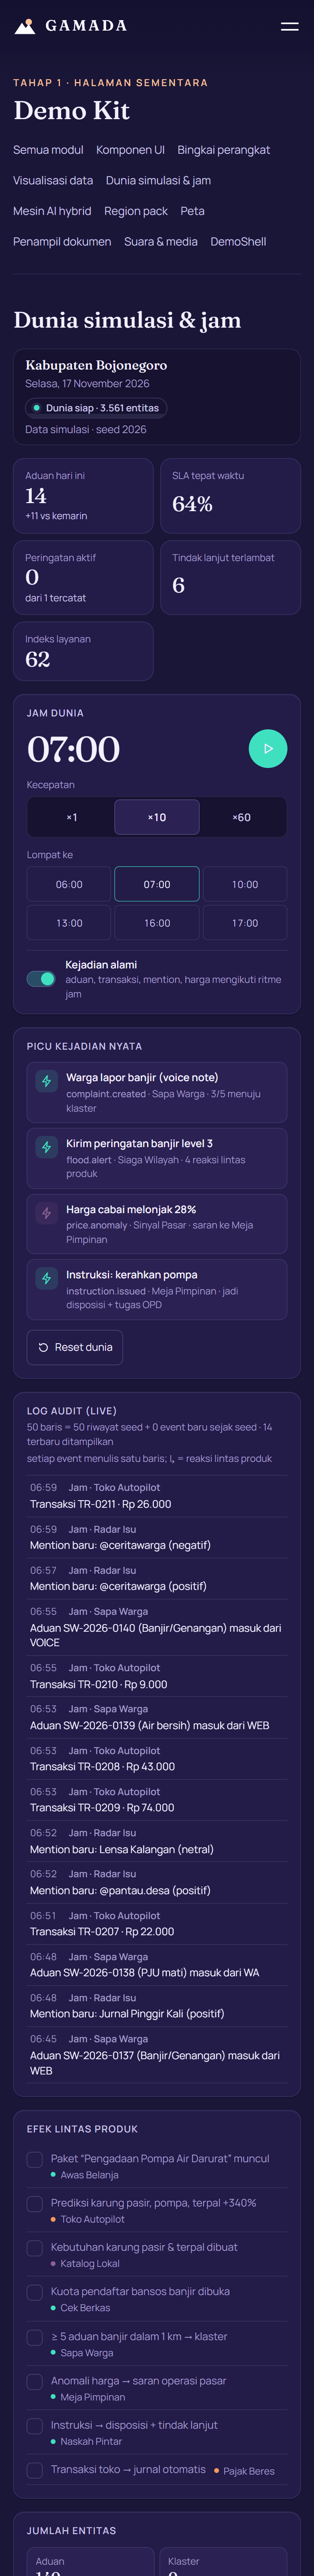 GAMADA
TAHAP 1 · HALAMAN SEMENTARA
Demo Kit
Semua modul Komponen UI Bingkai perangkat
Visualisasi data Dunia simulasi & jam
Mesin AI hybrid Region pack Peta
Penampil dokumen Suara & media DemoShell
Dunia simulasi & jam
Kabupaten Bojonegoro
Selasa, 17 November 2026
Dunia siap · 3.561 entitas
Data simulasi · seed 2026
Aduan hari ini
14
+11 vs kemarin
SLA tepat waktu
64%
Peringatan aktif
0
dari 1 tercatat
Tindak lanjut terlambat
6
Indeks layanan
62
JAM DUNIA
07:00
Kecepatan
×1 ×10 ×60
Lompat ke
06:00 07:00 10:00
13:00 16:00 17:00
Kejadian alami
aduan, transaksi, mention, harga mengikuti ritme
jam
PICU KEJADIAN NYATA
Warga lapor banjir (voice note)
complaint.created · Sapa Warga · 3/5 menuju
klaster
Kirim peringatan banjir level 3
flood.alert · Siaga Wilayah · 4 reaksi lintas
produk
Harga cabai melonjak 28%
price.anomaly · Sinyal Pasar · saran ke Meja
Pimpinan
Instruksi: kerahkan pompa
instruction.issued · Meja Pimpinan · jadi
disposisi + tugas OPD
Reset dunia
LOG AUDIT (LIVE)
50 baris = 50 riwayat seed + 0 event baru sejak seed · 14
terbaru ditampilkan
setiap event menulis satu baris; ↳ = reaksi lintas produk
06:59 Jam · Toko Autopilot
Transaksi TR-0211 · Rp 26.000
06:59 Jam · Radar Isu
Mention baru: @ceritawarga (negatif)
06:57 Jam · Radar Isu
Mention baru: @ceritawarga (positif)
06:55 Jam · Sapa Warga
Aduan SW-2026-0140 (Banjir/Genangan) masuk dari
VOICE
06:55 Jam · Toko Autopilot
Transaksi TR-0210 · Rp 9.000
06:53 Jam · Sapa Warga
Aduan SW-2026-0139 (Air bersih) masuk dari WEB
06:53 Jam · Toko Autopilot
Transaksi TR-0208 · Rp 43.000
06:53 Jam · Toko Autopilot
Transaksi TR-0209 · Rp 74.000
06:52 Jam · Radar Isu
Mention baru: Lensa Kalangan (netral)
06:52 Jam · Radar Isu
Mention baru: @pantau.desa (positif)
06:51 Jam · Toko Autopilot
Transaksi TR-0207 · Rp 22.000
06:48 Jam · Sapa Warga
Aduan SW-2026-0138 (PJU mati) masuk dari WA
06:48 Jam · Radar Isu
Mention baru: Jurnal Pinggir Kali (positif)
06:45 Jam · Sapa Warga
Aduan SW-2026-0137 (Banjir/Genangan) masuk dari
WEB
EFEK LINTAS PRODUK
Paket “Pengadaan Pompa Air Darurat” muncul
Awas Belanja
Prediksi karung pasir, pompa, terpal +340%
Toko Autopilot
Kebutuhan karung pasir & terpal dibuat
Katalog Lokal
Kuota pendaftar bansos banjir dibuka
Cek Berkas
≥ 5 aduan banjir dalam 1 km → klaster
Sapa Warga
Anomali harga → saran operasi pasar
Meja Pimpinan
Instruksi → disposisi + tindak lanjut
Naskah Pintar
Transaksi toko → jurnal otomatis Pajak Beres
JUMLAH ENTITAS
Aduan Klaster